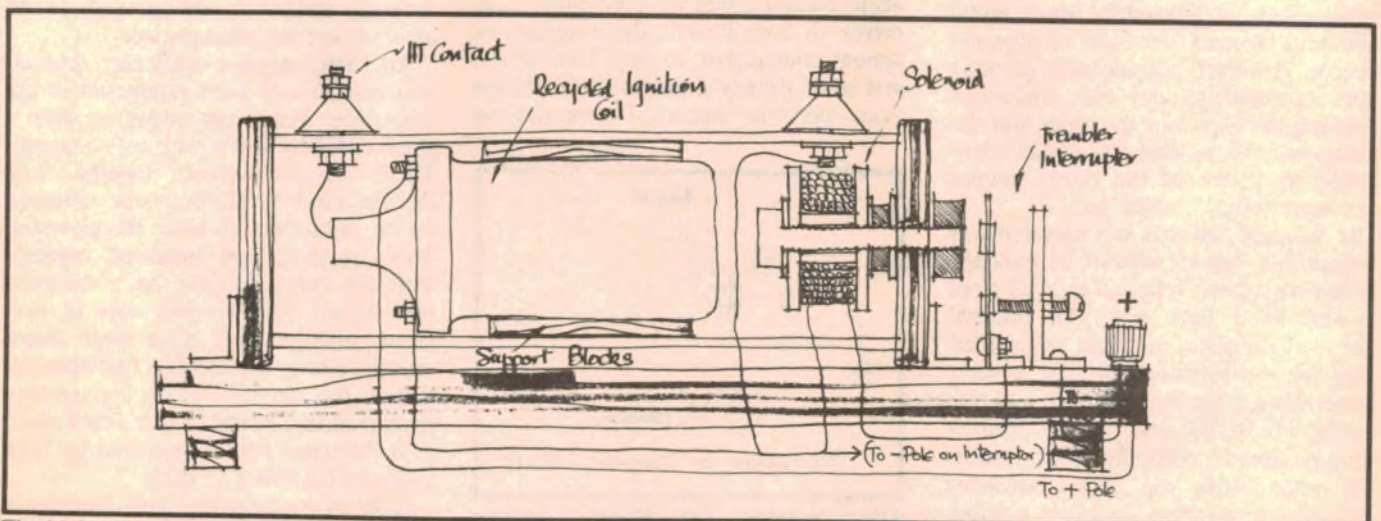 HT Contact
Recycled Ignition
Coil
Solenoid
Trembler
Interrupter
+
Support Blocks
(To - Pole on Interruptor)
To + Pole